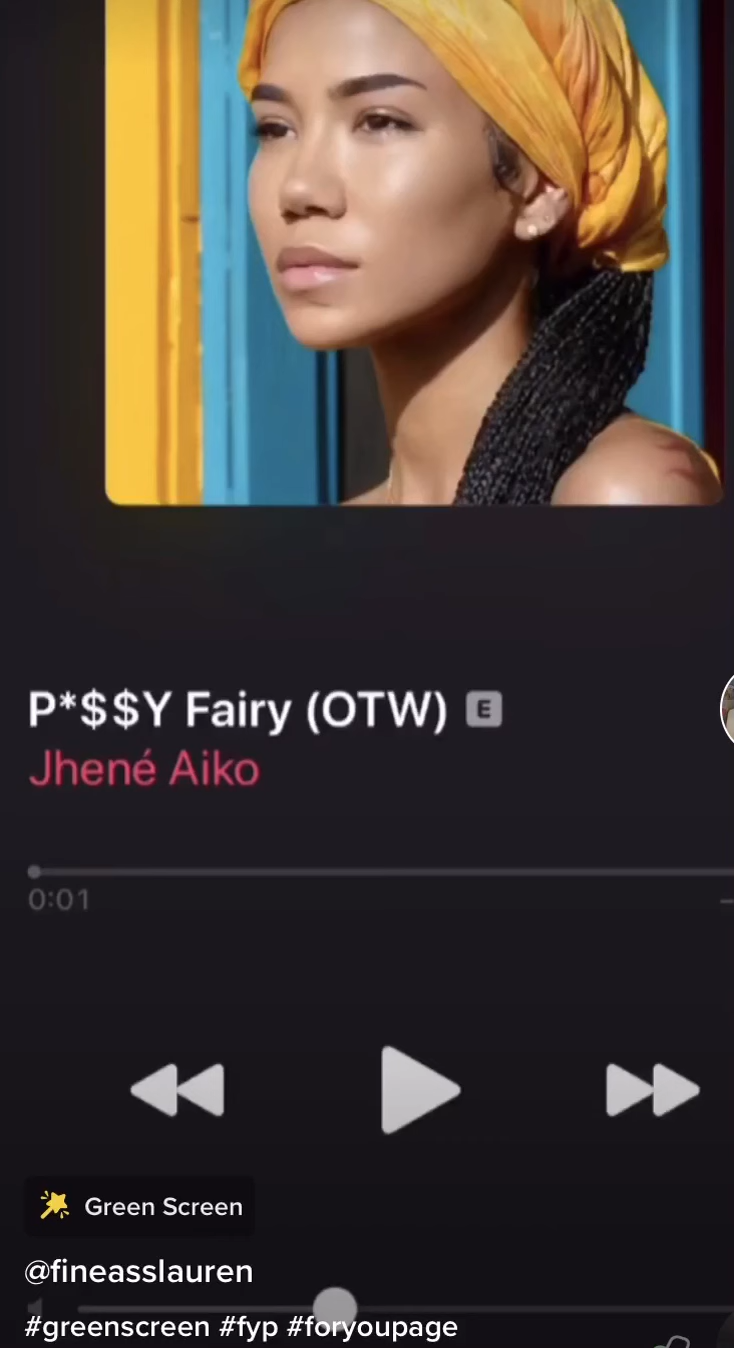 P*$$Y Fairy (OTW) E
Jhené Aiko
0:01
Green Screen
@fineasslauren
#greenscreen #fyp #foryoupage